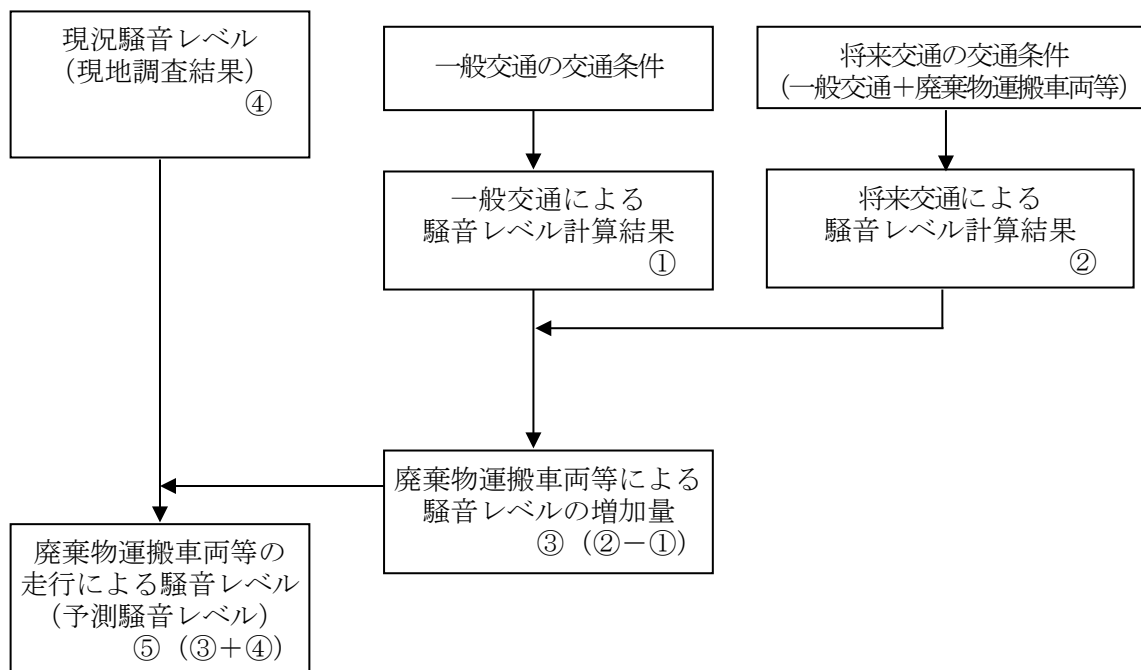 現況騒音レベル
（現地調査結果）
④
一般交通の交通条件
将来交通の交通条件
（一般交通＋廃棄物運搬車両等）
一般交通による
騒音レベル計算結果
①
将来交通による
騒音レベル計算結果
②
廃棄物運搬車両等による
騒音レベルの増加量
③（②－①）
廃棄物運搬車両等の
走行による騒音レベル
（予測騒音レベル）
⑤（③＋④）